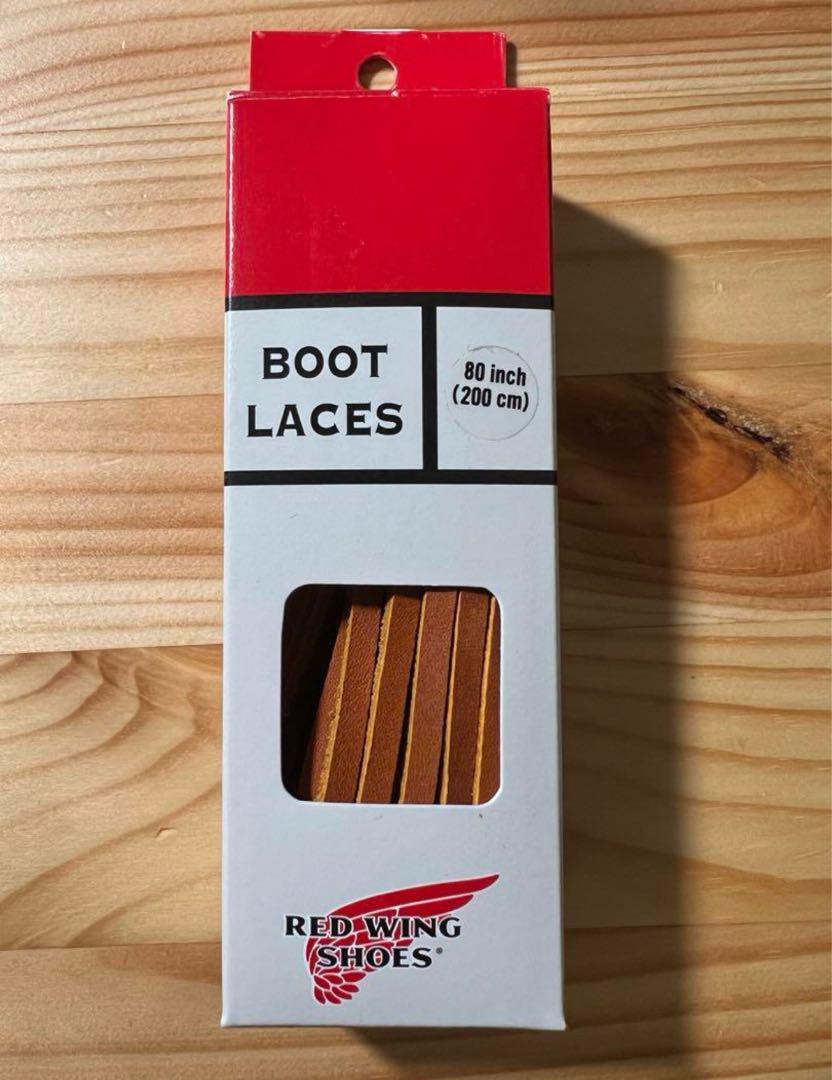 BOOT
LACES
80 inch
(200 cm)
RED WING
SHOES®